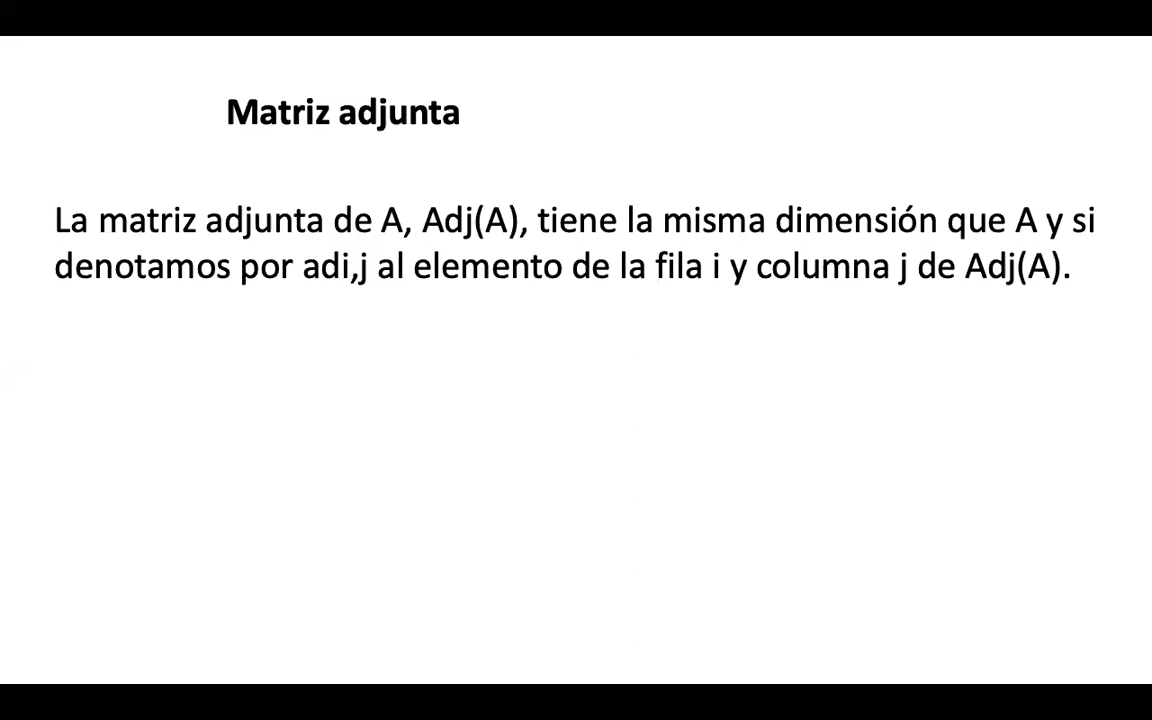 Matriz adjunta
La matriz adjunta de A, Adj(A), tiene la misma dimensión que A y si
denotamos por adi,j al elemento de la fila i y columna j de Adj(A).